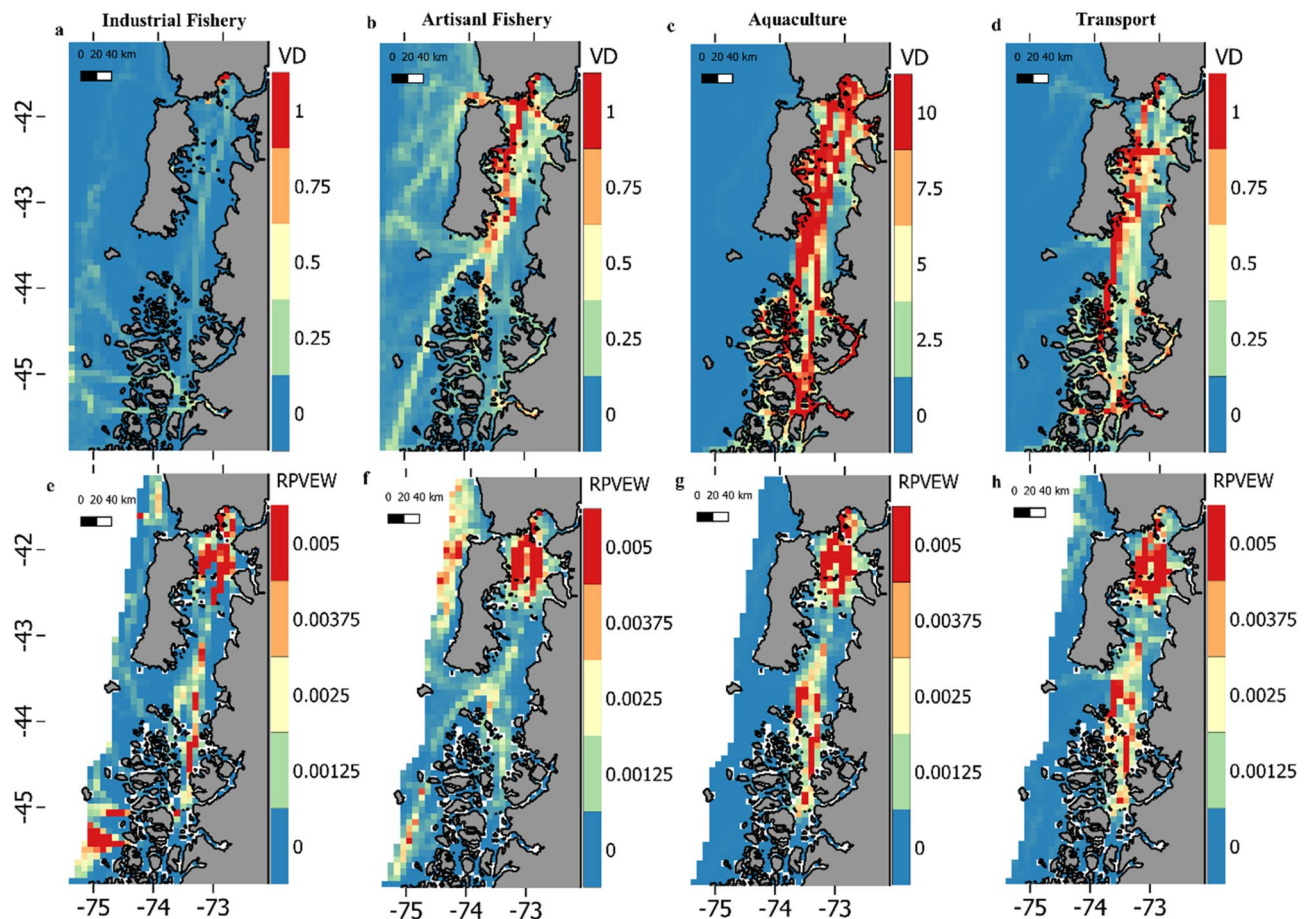 Industrial Fishery
Artisanl Fishery
Aquaculture
Transport
a
b
c
d
0 20 40 km
VD
0 20 40 km
VD
0 20 40 km
VD
0 20 40 km
VD
1
0.75
0.5
0.25
0
1
0.75
0.5
0.25
0
10
7.5
5
2.5
0
1
0.75
0.5
0.25
0
-42
-43
-44
-45
e
f
g
h
0 20 40 km
RPVEW
0 20 40 km
RPVEW
0 20 40 km
RPVEW
0 20 40 km
RPVEW
0.005
0.00375
0.0025
0.00125
0
0.005
0.00375
0.0025
0.00125
0
0.005
0.00375
0.0025
0.00125
0
0.005
0.00375
0.0025
0.00125
0
-42
-43
-44
-45
-75 -74 -73
-75 -74 -73
-75 -74 -73
-75 -74 -73